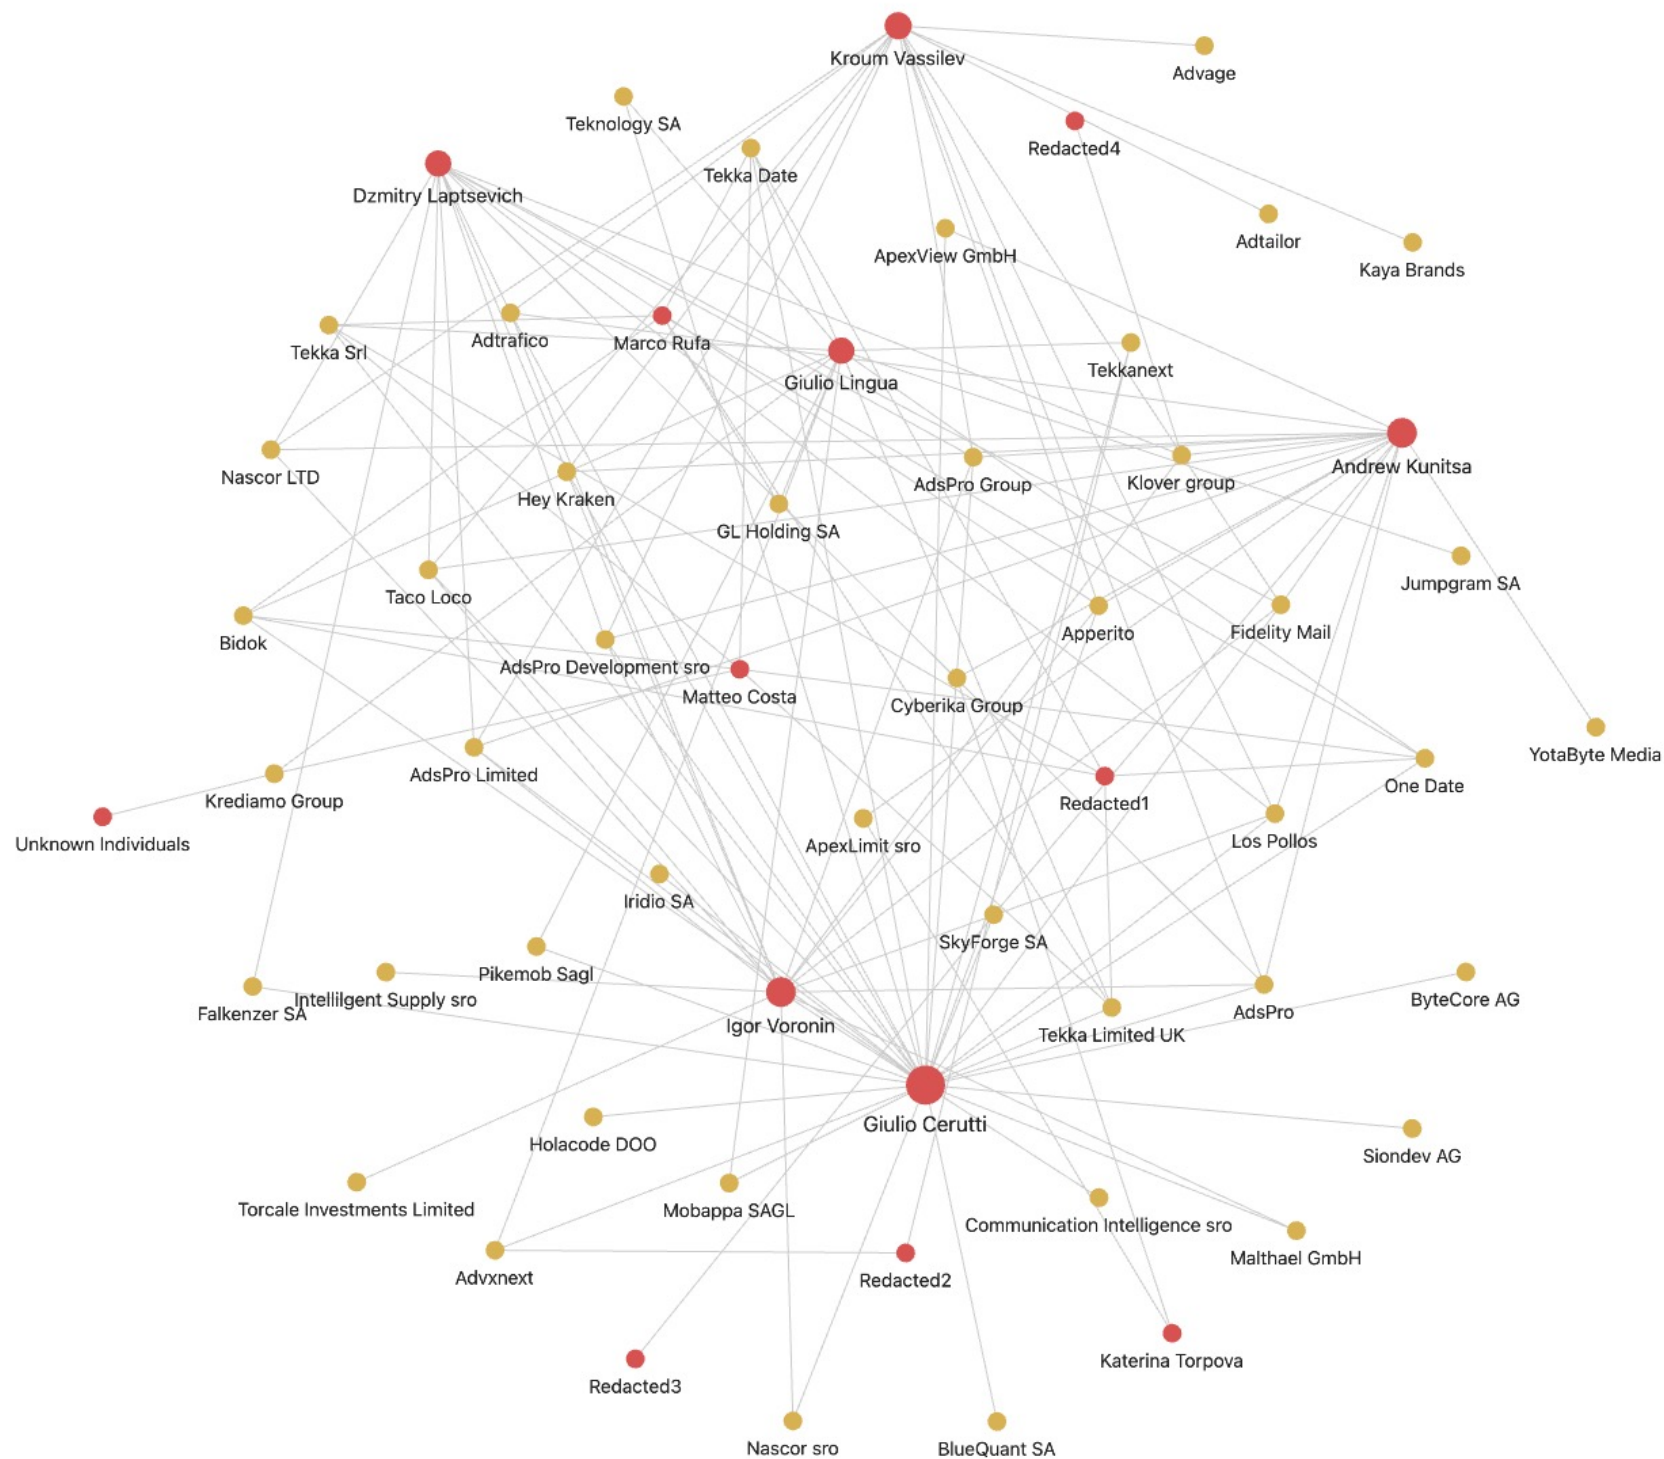 Kroum Vassilev
Advage
Teknology SA
Redacted4
Tekka Date
Dzmitry Laptsevich
Adtailor
ApexView GmbH
Kaya Brands
Adtrafico
Marco Rufa
Tekka Srl
Tekkanext
Giulio Lingua
Andrew Kunitsa
Nascor LTD
AdsPro Group
Klover group
Hey Kraken
GL Holding SA
Jumpgram SA
Taco Loco
Apperito
Fidelity Mail
Bidok
AdsPro Development sro
Matteo Costa
Cyberika Group
YotaByte Media
AdsPro Limited
One Date
Krediamo Group
Redacted1
Unknown Individuals
ApexLimit sro
Los Pollos
Iridio SA
SkyForge SA
Pikemob Sagl
Intellilgent Supply sro
ByteCore AG
Falkenzer SA
AdsPro
Igor Voronin
Tekka Limited UK
Giulio Cerutti
Holacode DOO
Siondev AG
Torcale Investments Limited
Mobappa SAGL
Communication Intelligence sro
Malthael GmbH
Advxnext
Redacted2
Katerina Torpova
Redacted3
Nascor sro
BlueQuant SA